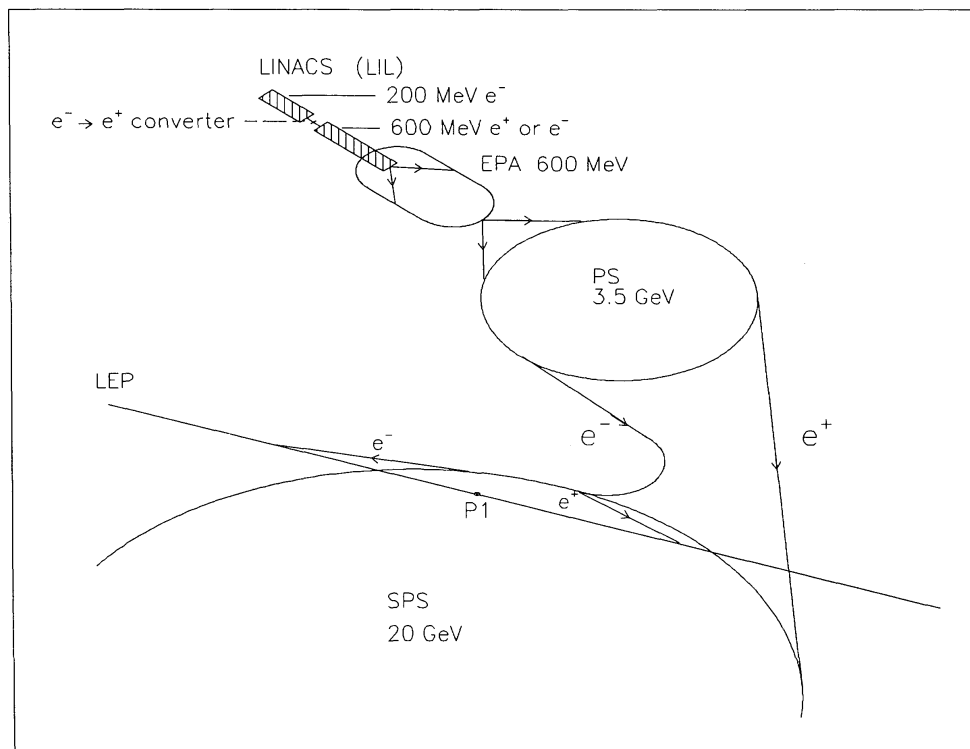 LINACS (LIL)
200 MeV e⁻
e⁻ → e⁺ converter
600 MeV e⁺ or e⁻
EPA 600 MeV
PS
3.5 GeV
LEP
e⁻
e⁻
e⁺
e⁺
P1
SPS
20 GeV